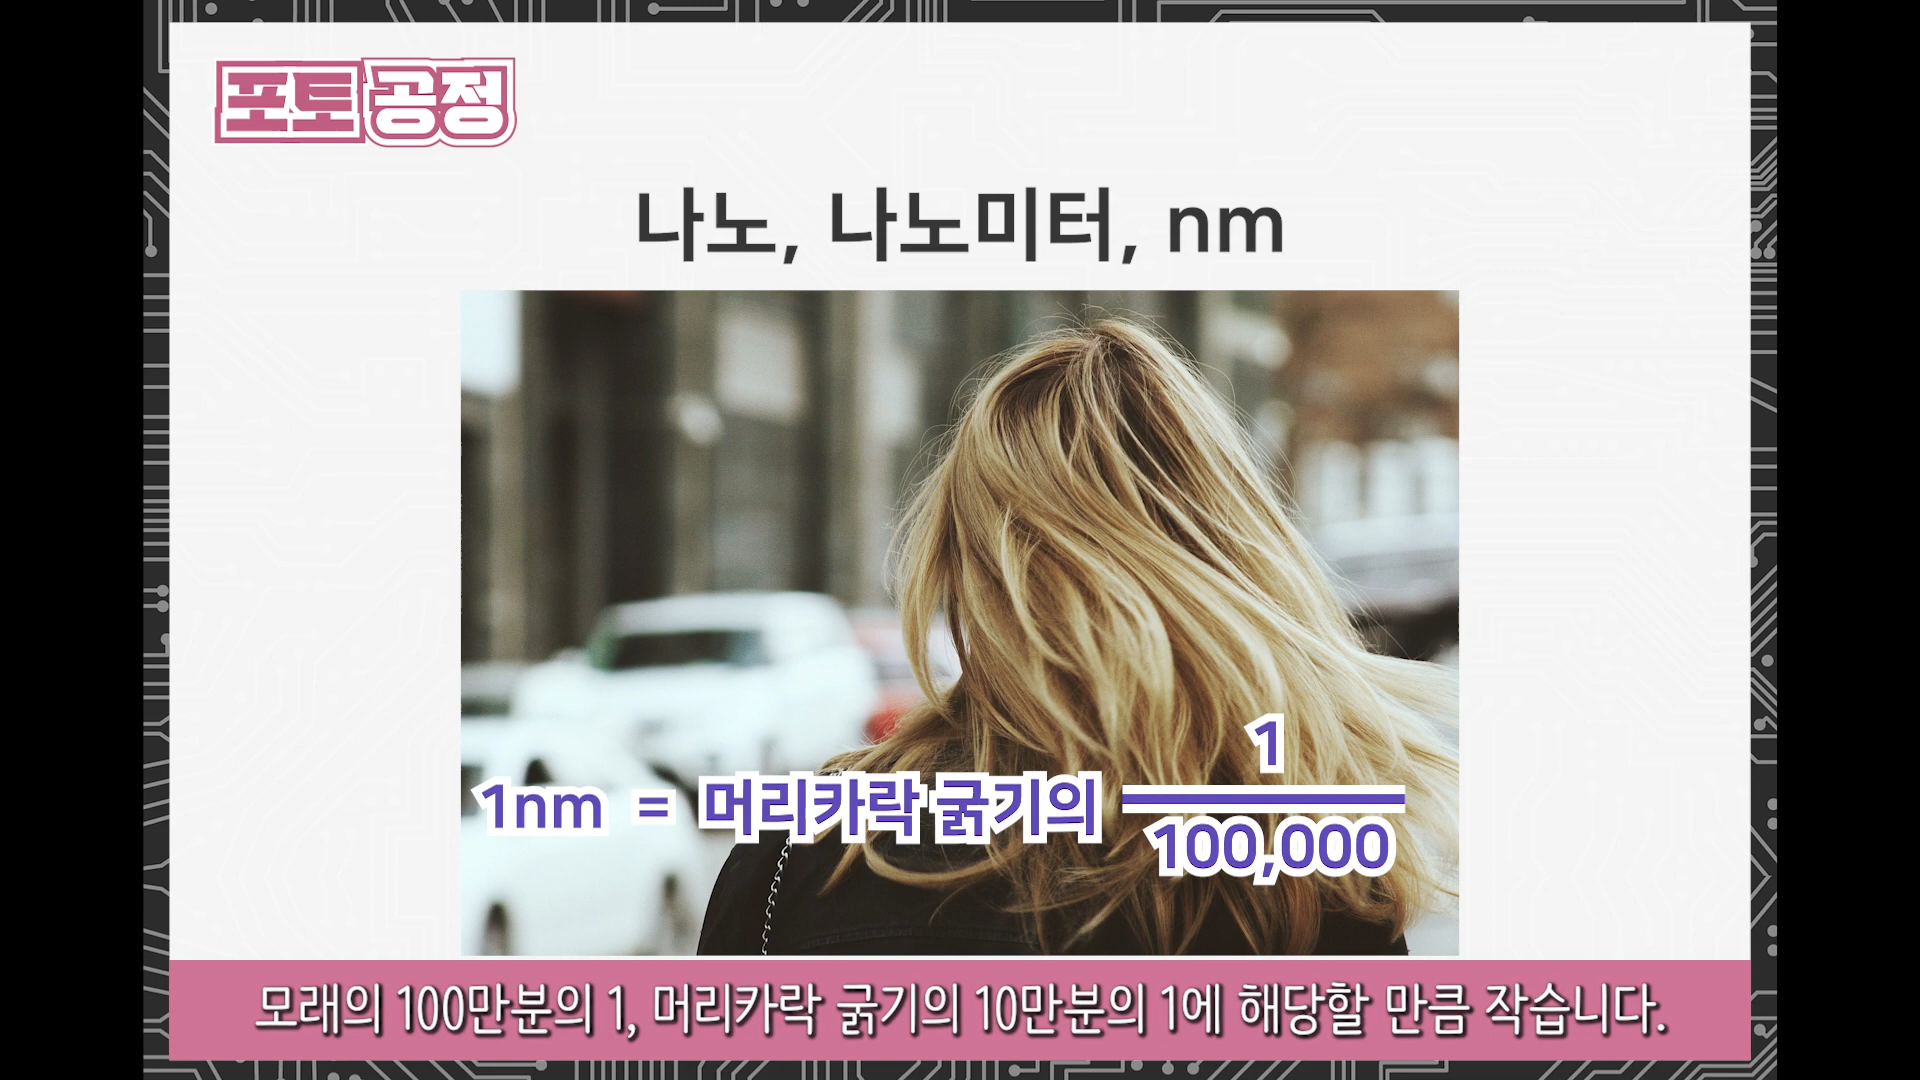 포토공정
나노, 나노미터, nm
1nm = 머리카락 굵기의 1/100,000
모래의 100만분의 1, 머리카락 굵기의 10만분의 1에 해당할 만큼 작습니다.